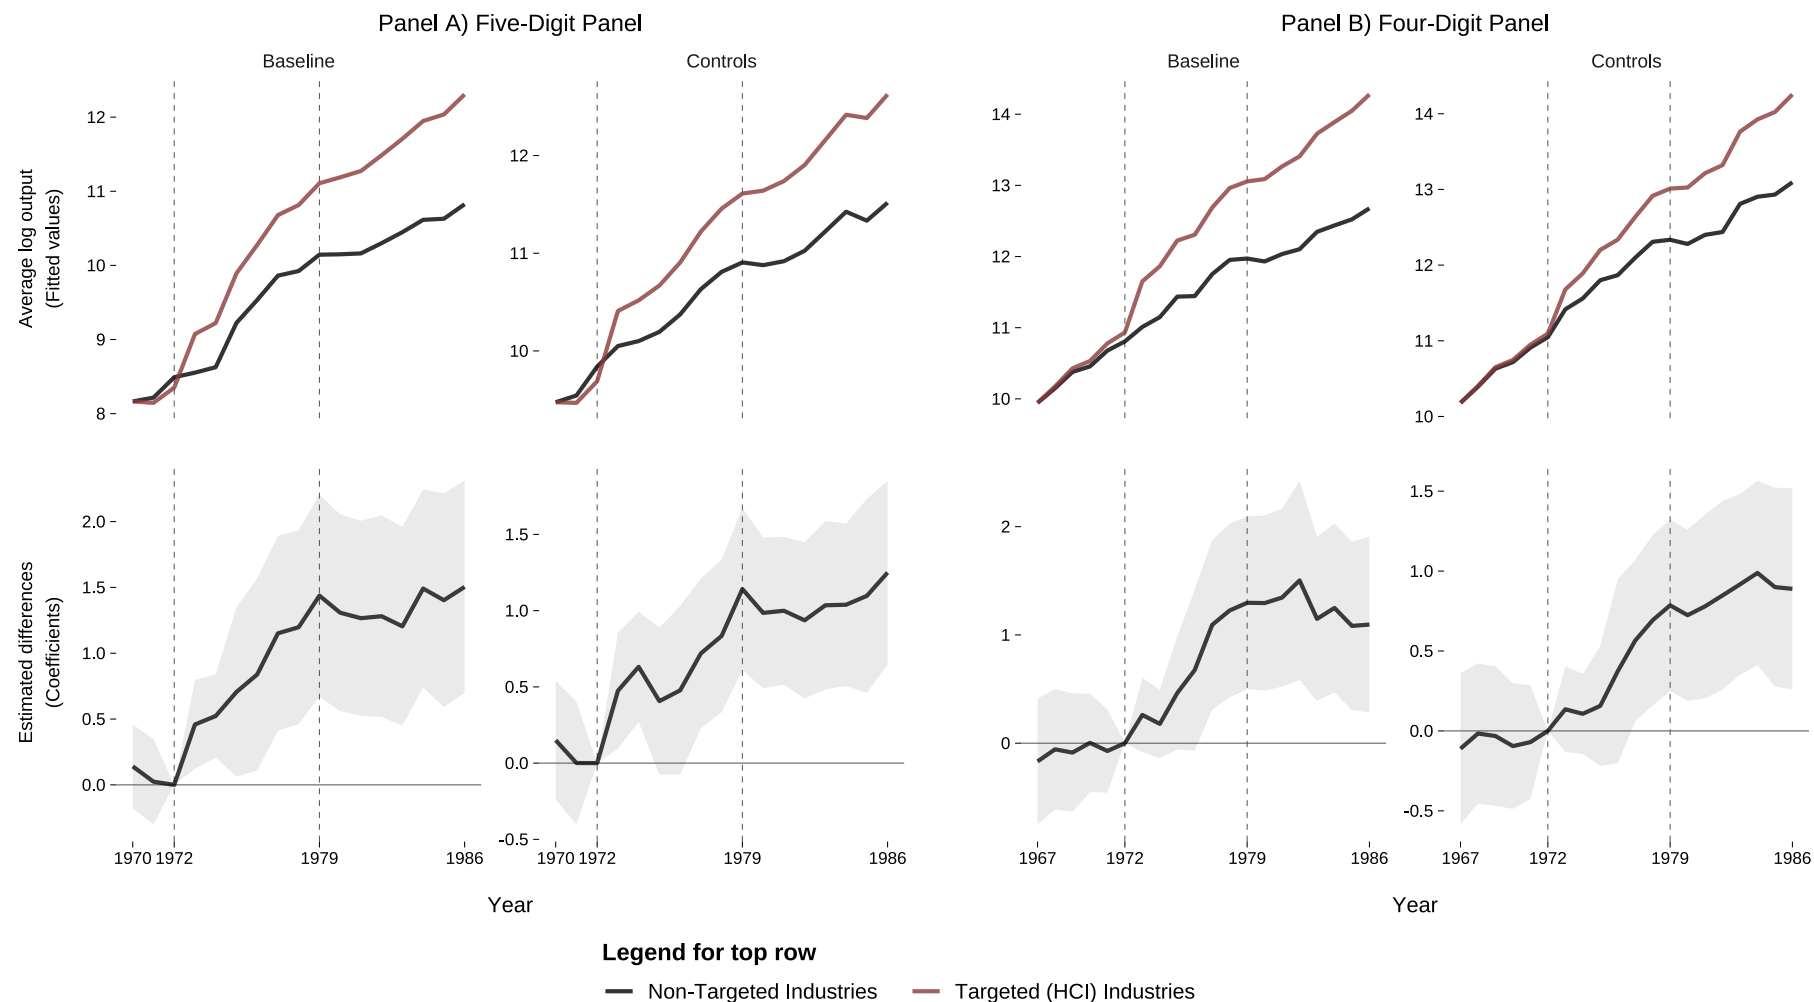 Panel A) Five-Digit Panel
Panel B) Four-Digit Panel
Baseline
Controls
Baseline
Controls
Average log output
(Fitted values)
12
11
10
9
8
12
11
10
14
13
12
11
10
14
13
12
11
10
Estimated differences
(Coefficients)
2.0
1.5
1.0
0.5
0.0
1.5
1.0
0.5
0.0
-0.5
2
1
0
1.5
1.0
0.5
0.0
-0.5
1970 1972 1979 1986
1970 1972 1979 1986
1967 1972 1979 1986
1967 1972 1979 1986
Year
Year
Legend for top row
Non-Targeted Industries
Targeted (HCI) Industries